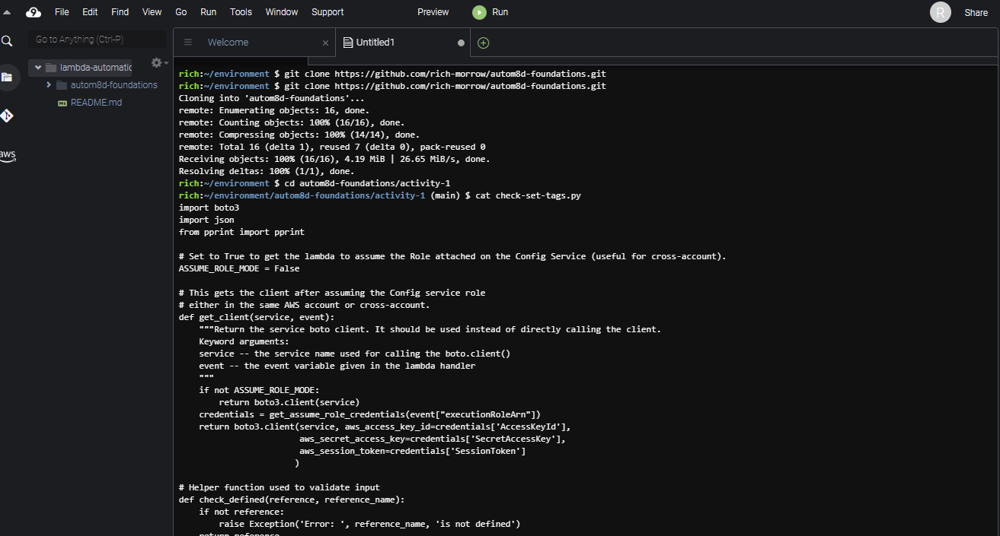 File Edit Find View Go Run Tools Window Support Preview Run R Share
Go to Anything (Ctrl-P)
Welcome
Untitled1
lambda-automatic
autom8d-foundations
README.md
aws
rich:~/environment $ git clone https://github.com/rich-morrow/autom8d-foundations.git
rich:~/environment $ git clone https://github.com/rich-morrow/autom8d-foundations.git
Cloning into 'autom8d-foundations'...
remote: Enumerating objects: 16, done.
remote: Counting objects: 100% (16/16), done.
remote: Compressing objects: 100% (14/14), done.
remote: Total 16 (delta 1), reused 7 (delta 0), pack-reused 0
Receiving objects: 100% (16/16), 4.19 MiB | 26.65 MiB/s, done.
Resolving deltas: 100% (1/1), done.
rich:~/environment $ cd autom8d-foundations/activity-1
rich:~/environment/autom8d-foundations/activity-1 (main) $ cat check-set-tags.py
import boto3
import json
from pprint import pprint
# Set to True to get the lambda to assume the Role attached on the Config Service (useful for cross-account).
ASSUME_ROLE_MODE = False
# This gets the client after assuming the Config service role
# either in the same AWS account or cross-account.
def get_client(service, event):
    """Return the service boto client. It should be used instead of directly calling the client.
    Keyword arguments:
    service -- the service name used for calling the boto.client()
    event -- the event variable given in the lambda handler
    """
    if not ASSUME_ROLE_MODE:
        return boto3.client(service)
    credentials = get_assume_role_credentials(event["executionRoleArn"])
    return boto3.client(service, aws_access_key_id=credentials['AccessKeyId'],
                        aws_secret_access_key=credentials['SecretAccessKey'],
                        aws_session_token=credentials['SessionToken']
                       )
# Helper function used to validate input
def check_defined(reference, reference_name):
    if not reference:
        raise Exception('Error: ', reference_name, 'is not defined')
    return reference